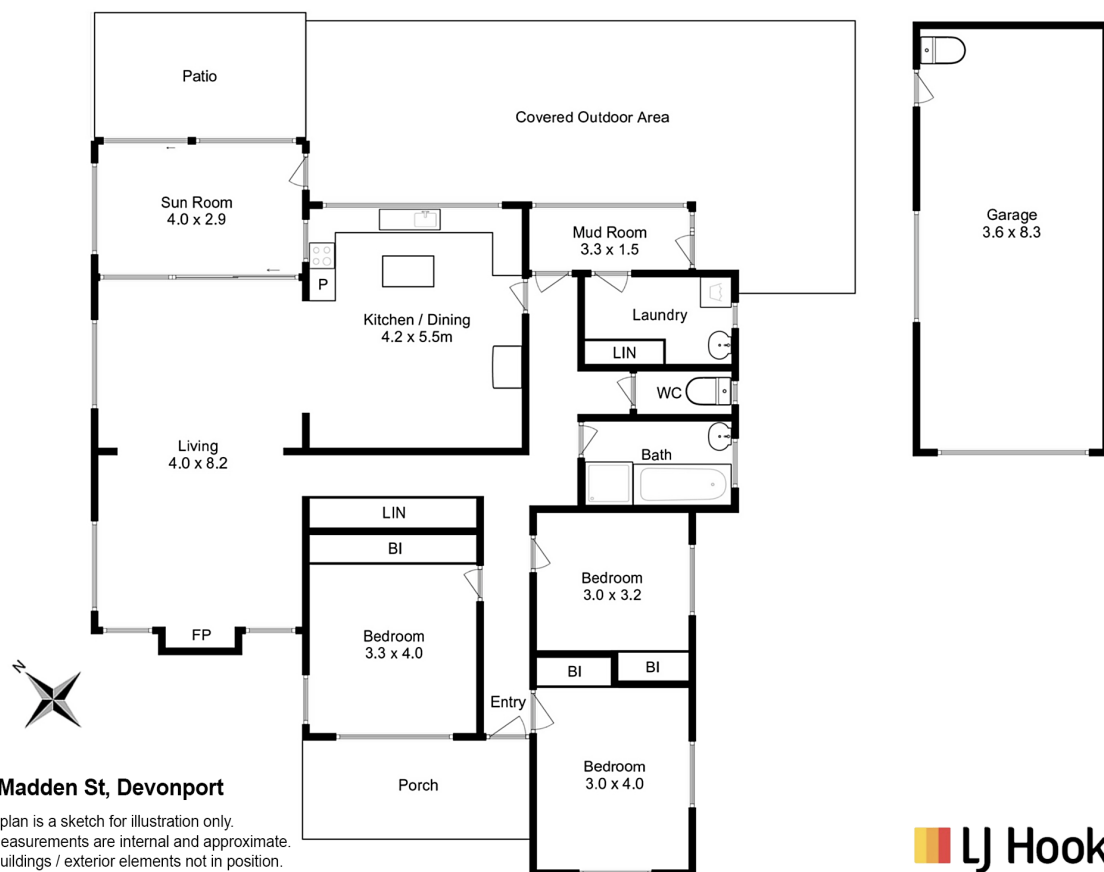 Patio
Covered Outdoor Area
Sun Room
4.0 x 2.9
Mud Room
3.3 x 1.5
Garage
3.6 x 8.3
P
Kitchen / Dining
4.2 x 5.5m
Laundry
LIN
WC
Living
4.0 x 8.2
Bath
LIN
BI
Bedroom
3.0 x 3.2
FP
Bedroom
3.3 x 4.0
BI
BI
N
Entry
Bedroom
3.0 x 4.0
Porch
Madden St, Devonport
plan is a sketch for illustration only.
easurements are internal and approximate.
uildings / exterior elements not in position.
LJ Hook